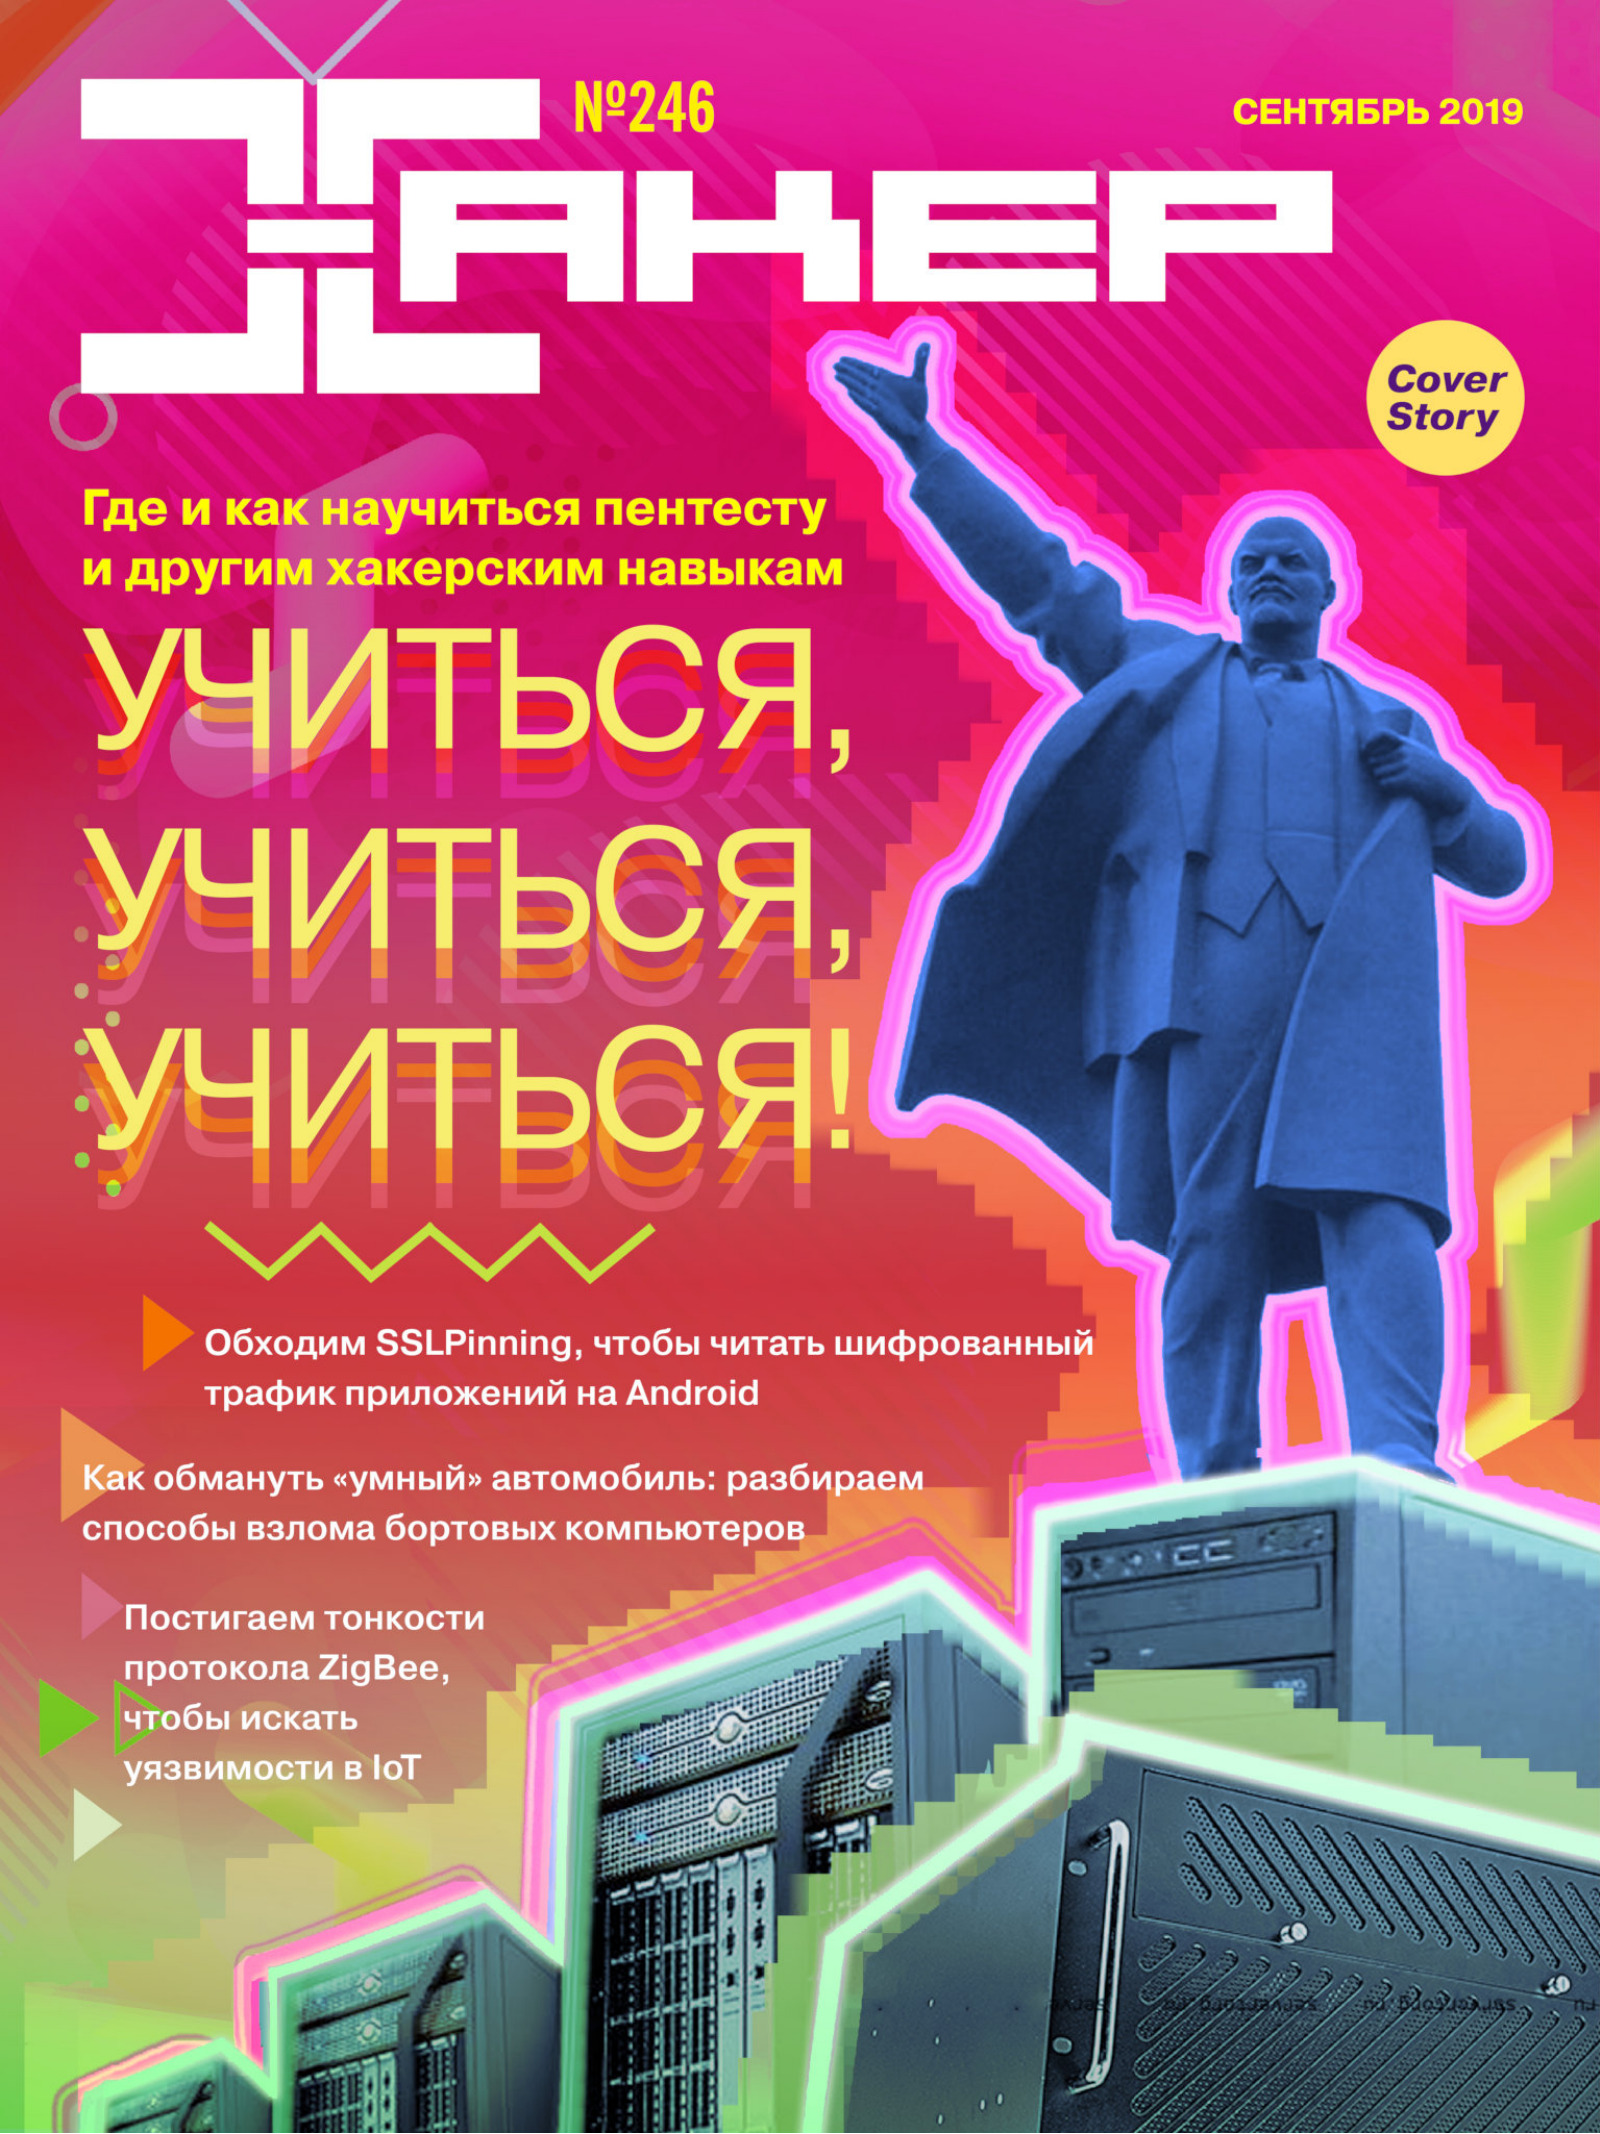 №246
СЕНТЯБРЬ 2019
ХАКЕР
Cover
Story
Где и как научиться пентесту
и другим хакерским навыкам
УЧИТЬСЯ,
УЧИТЬСЯ,
УЧИТЬСЯ!
Обходим SSLPinning, чтобы читать шифрованный
трафик приложений на Android
Как обмануть «умный» автомобиль: разбираем
способы взлома бортовых компьютеров
Постигаем тонкости
протокола ZigBee,
чтобы искать
уязвимости в IoT